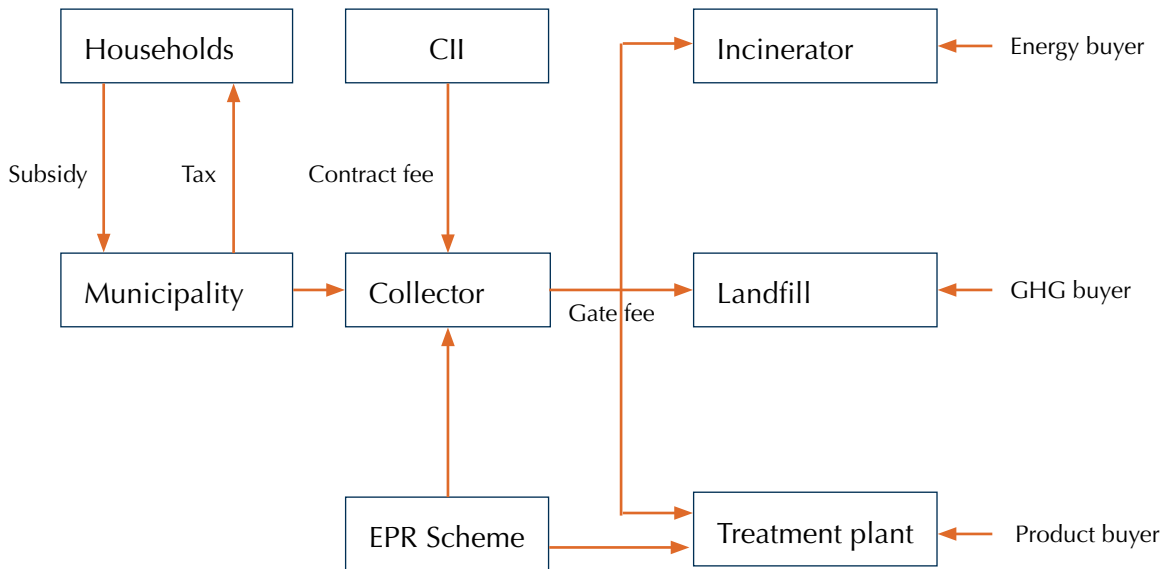 Households
CII
Incinerator
Energy buyer
Subsidy
Tax
Contract fee
Municipality
Collector
Gate fee
Landfill
GHG buyer
EPR Scheme
Treatment plant
Product buyer